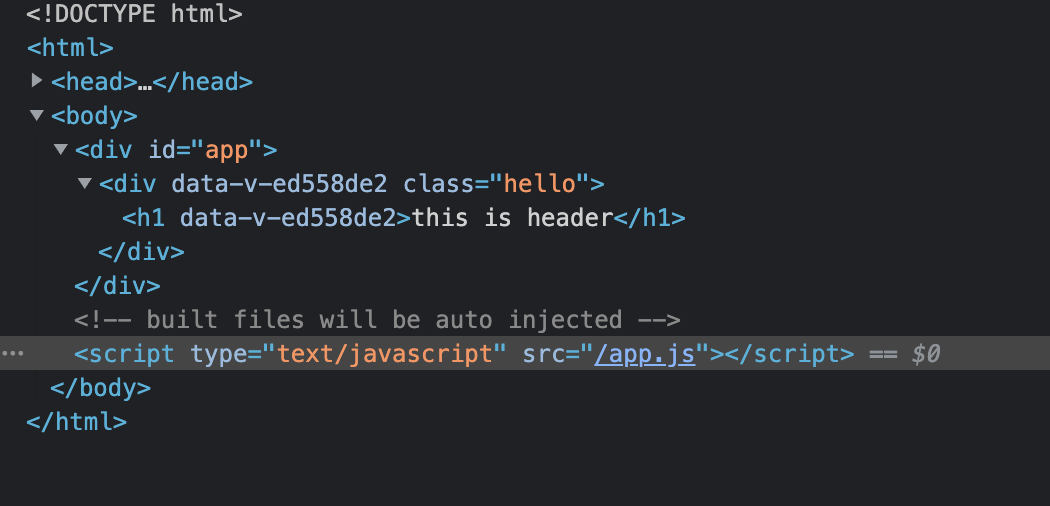 <!DOCTYPE html>
<html>
<head>…</head>
<body>
<div id="app">
<div data-v-ed558de2 class="hello">
<h1 data-v-ed558de2>this is header</h1>
</div>
</div>
<!-- built files will be auto injected -->
<script type="text/javascript" src="/app.js"></script> == $0
</body>
</html>